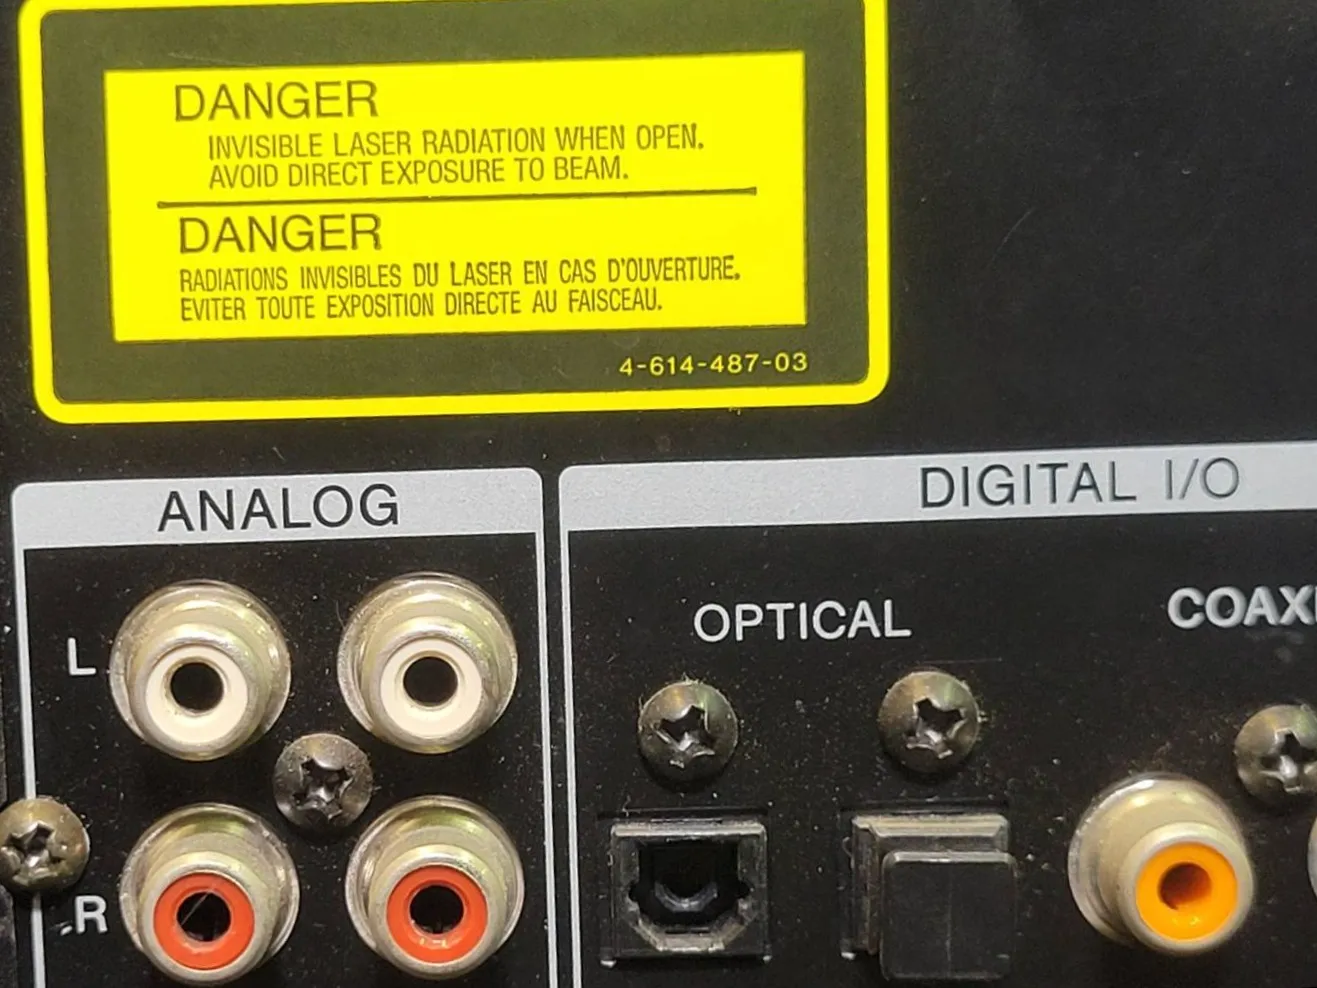 DANGER
INVISIBLE LASER RADIATION WHEN OPEN.
AVOID DIRECT EXPOSURE TO BEAM.
DANGER
RADIATIONS INVISIBLES DU LASER EN CAS D'OUVERTURE.
EVITER TOUTE EXPOSITION DIRECTE AU FAISCEAU.
4-614-487-03
ANALOG
DIGITAL I/O
L
OPTICAL
R